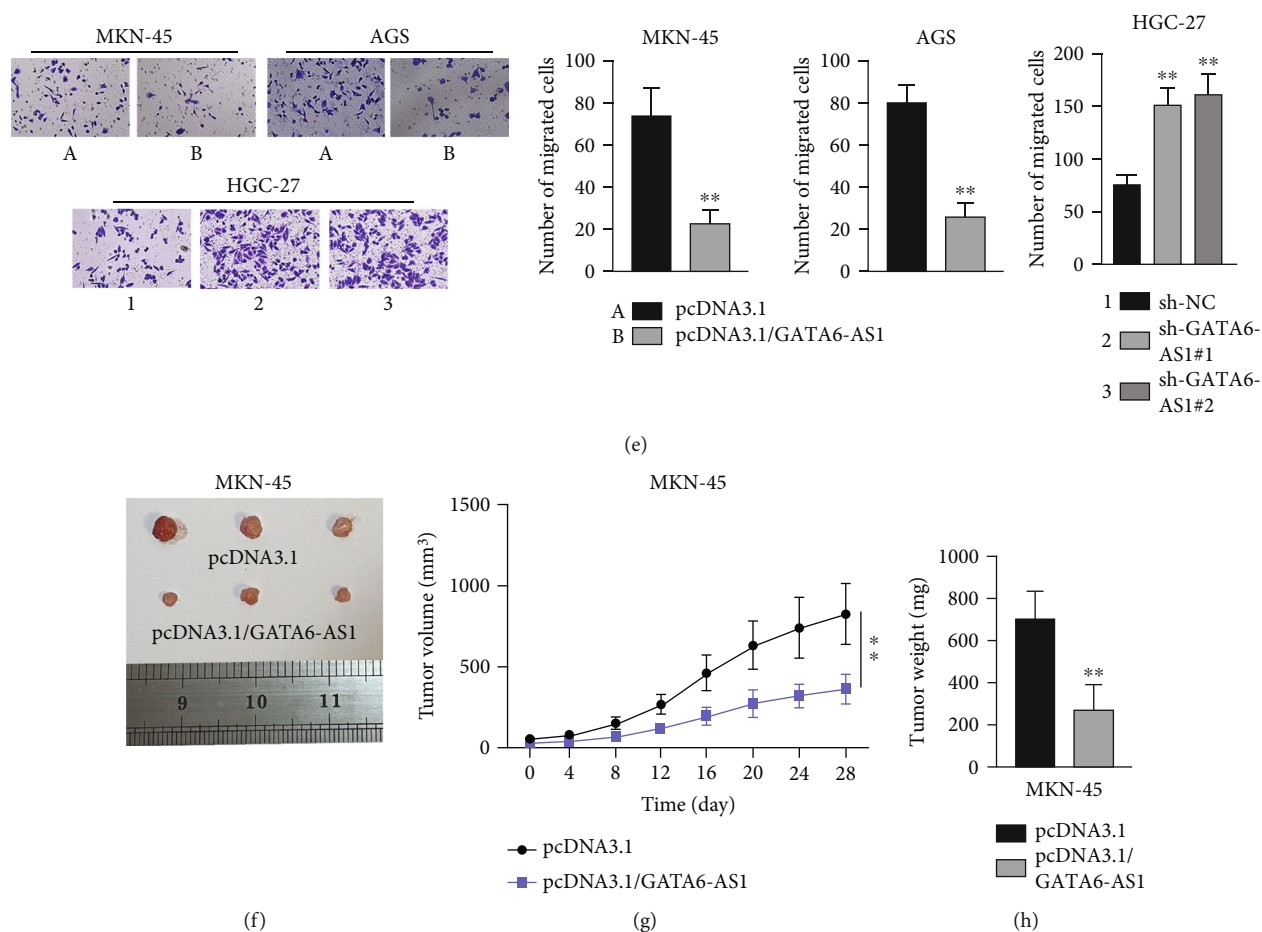 MKN-45
AGS
A
B
A
B
HGC-27
1
2
3
MKN-45
Number of migrated cells
100
80
60
40
20
0
**
AGS
Number of migrated cells
100
80
60
40
20
0
**
A pcDNA3.1
B pcDNA3.1/GATA6-AS1
HGC-27
Number of migrated cells
200
150
100
50
0
**
**
1 sh-NC
2 sh-GATA6-
AS1#1
3 sh-GATA6-
AS1#2
(e)
MKN-45
pcDNA3.1
pcDNA3.1/GATA6-AS1
9 10 11
(f)
MKN-45
Tumor volume (mm³)
1500
1000
500
0
0 4 8 12 16 20 24 28
Time (day)
**
pcDNA3.1
pcDNA3.1/GATA6-AS1
(g)
Tumor weight (mg)
1000
800
600
400
200
0
**
MKN-45
pcDNA3.1
pcDNA3.1/
GATA6-AS1
(h)